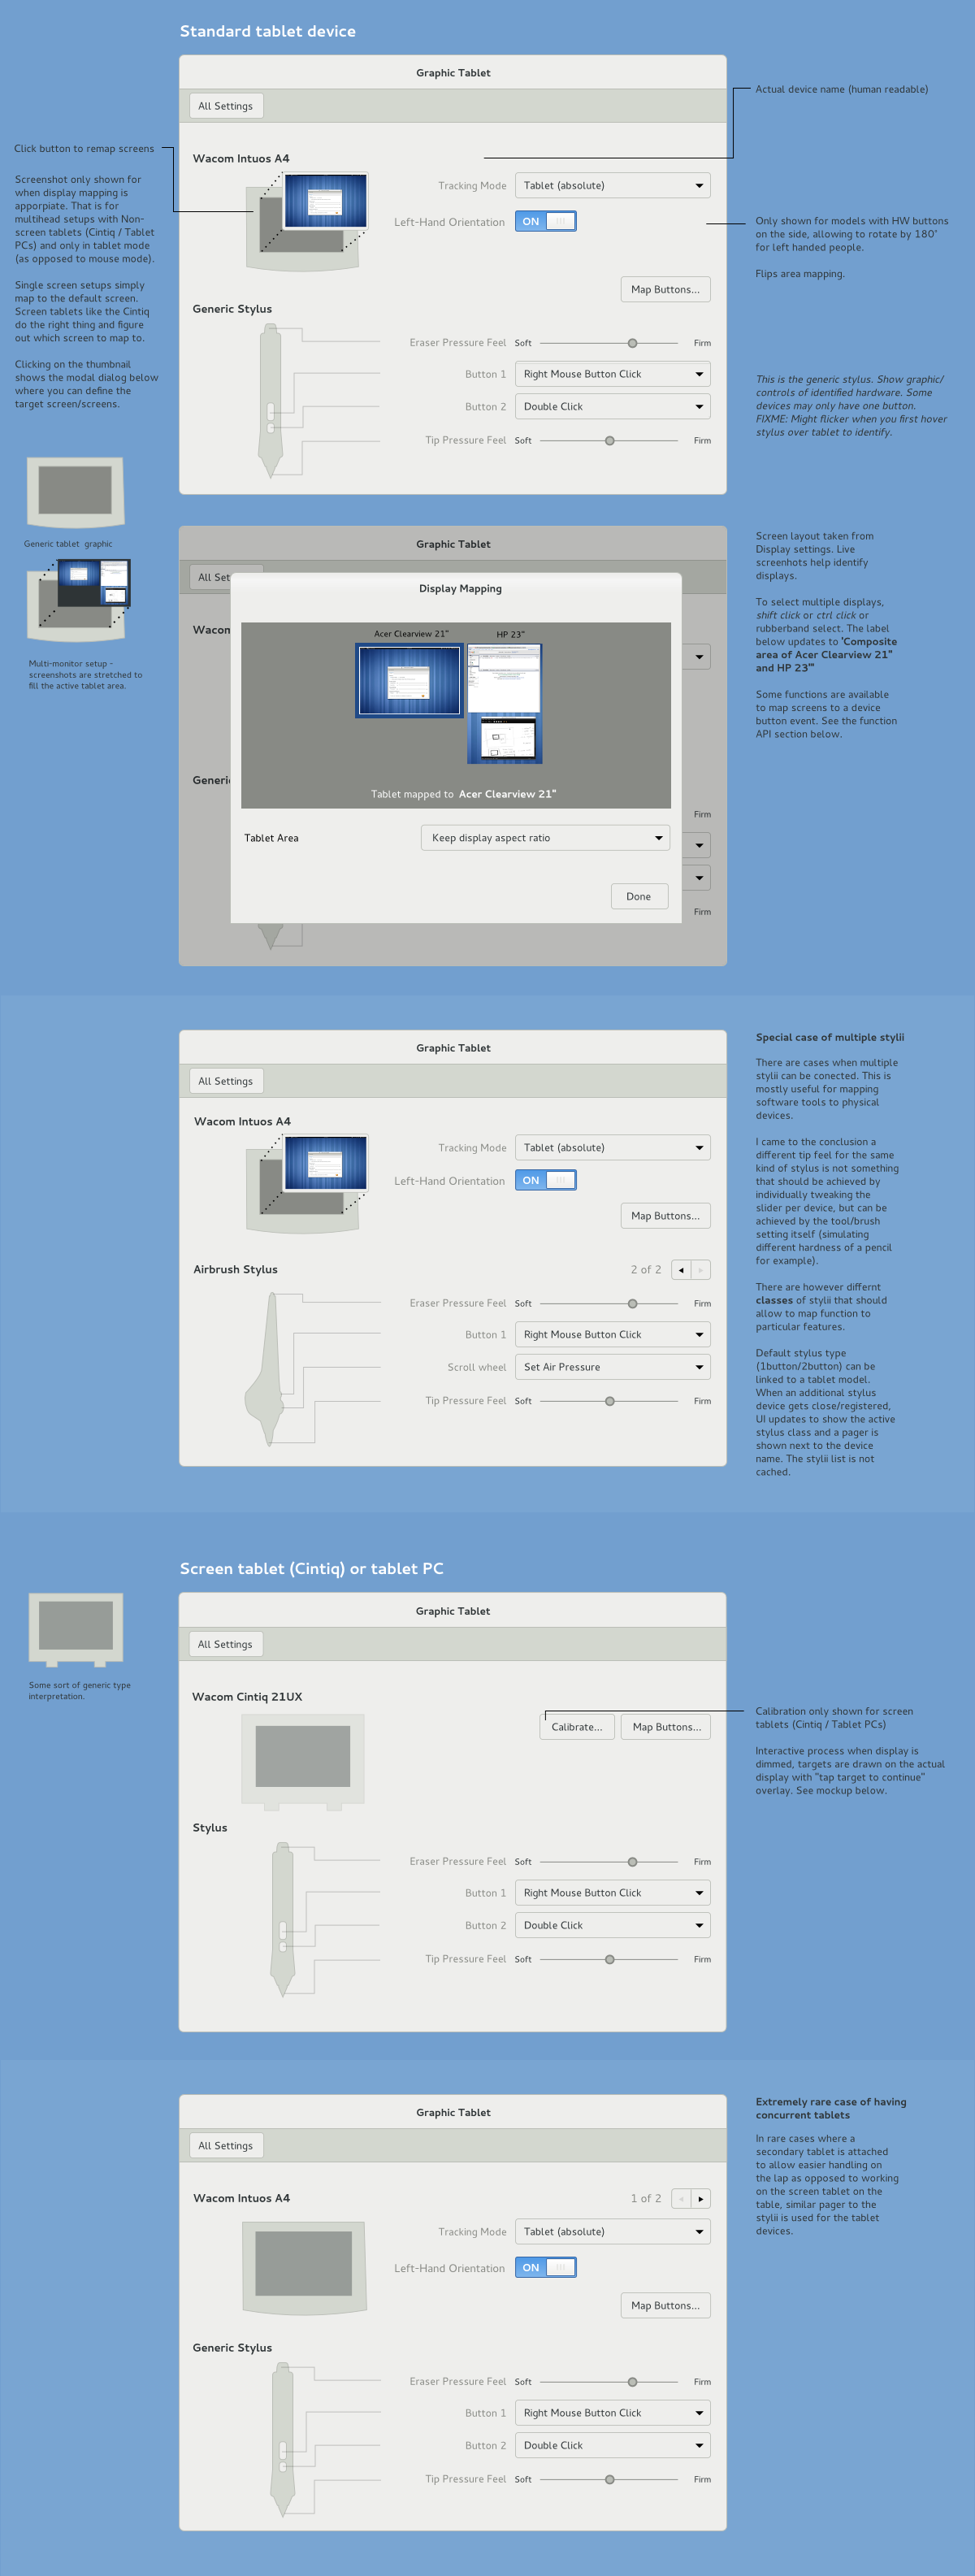 Standard tablet device
Graphic Tablet
All Settings
Actual device name (human readable)
Click button to remap screens
Screenshot only shown for
when display mapping is
apporpiate. That is for
multihead setups with Non-
screen tablets (Cintiq / Tablet
PCs) and only in tablet mode
(as opposed to mouse mode).
Single screen setups simply
map to the default screen.
Screen tablets like the Cintiq
do the right thing and figure
out which screen to map to.
Clicking on the thumbnail
shows the modal dialog below
where you can define the
target screen/screens.
Wacom Intuos A4
Tracking Mode Tablet (absolute)
Left-Hand Orientation ON
Map Buttons...
Only shown for models with HW buttons
on the side, allowing to rotate by 180°
for left handed people.
Flips area mapping.
Generic Stylus
Eraser Pressure Feel Soft Firm
Button 1 Right Mouse Button Click
Button 2 Double Click
Tip Pressure Feel Soft Firm
This is the generic stylus. Show graphic/
controls of identified hardware. Some
devices may only have one button.
FIXME: Might flicker when you first hover
stylus over tablet to identify.
Generic tablet graphic
Multi-monitor setup -
screenshots are stretched to
fill the active tablet area.
Graphic Tablet
All Set
Wacom
Generi
Firm
Firm
Display Mapping
Acer Clearview 21"
HP 23"
Tablet mapped to Acer Clearview 21"
Tablet Area Keep display aspect ratio
Done
Screen layout taken from
Display settings. Live
screenhots help identify
displays.
To select multiple displays,
shift click or ctrl click or
rubberband select. The label
below updates to 'Composite
area of Acer Clearview 21"
and HP 23"'
Some functions are available
to map screens to a device
button event. See the function
API section below.
Graphic Tablet
All Settings
Wacom Intuos A4
Tracking Mode Tablet (absolute)
Left-Hand Orientation ON
Map Buttons...
Airbrush Stylus 2 of 2
Eraser Pressure Feel Soft Firm
Button 1 Right Mouse Button Click
Scroll wheel Set Air Pressure
Tip Pressure Feel Soft Firm
Special case of multiple stylii
There are cases when multiple
stylii can be conected. This is
mostly useful for mapping
software tools to physical
devices.
I came to the conclusion a
different tip feel for the same
kind of stylus is not something
that should be achieved by
individually tweaking the
slider per device, but can be
achieved by the tool/brush
setting itself (simulating
different hardness of a pencil
for example).
There are however differnt
classes of stylii that should
allow to map function to
particular features.
Default stylus type
(1button/2button) can be
linked to a tablet model.
When an additional stylus
device gets close/registered,
UI updates to show the active
stylus class and a pager is
shown next to the device
name. The stylii list is not
cached.
Screen tablet (Cintiq) or tablet PC
Graphic Tablet
All Settings
Some sort of generic type
interpretation.
Wacom Cintiq 21UX
Calibrate... Map Buttons...
Calibration only shown for screen
tablets (Cintiq / Tablet PCs)
Interactive process when display is
dimmed, targets are drawn on the actual
display with "tap target to continue"
overlay. See mockup below.
Stylus
Eraser Pressure Feel Soft Firm
Button 1 Right Mouse Button Click
Button 2 Double Click
Tip Pressure Feel Soft Firm
Graphic Tablet
All Settings
Wacom Intuos A4 1 of 2
Tracking Mode Tablet (absolute)
Left-Hand Orientation ON
Map Buttons...
Generic Stylus
Eraser Pressure Feel Soft Firm
Button 1 Right Mouse Button Click
Button 2 Double Click
Tip Pressure Feel Soft Firm
Extremely rare case of having
concurrent tablets
In rare cases where a
secondary tablet is attached
to allow easier handling on
the lap as opposed to working
on the screen tablet on the
table, similar pager to the
stylii is used for the tablet
devices.